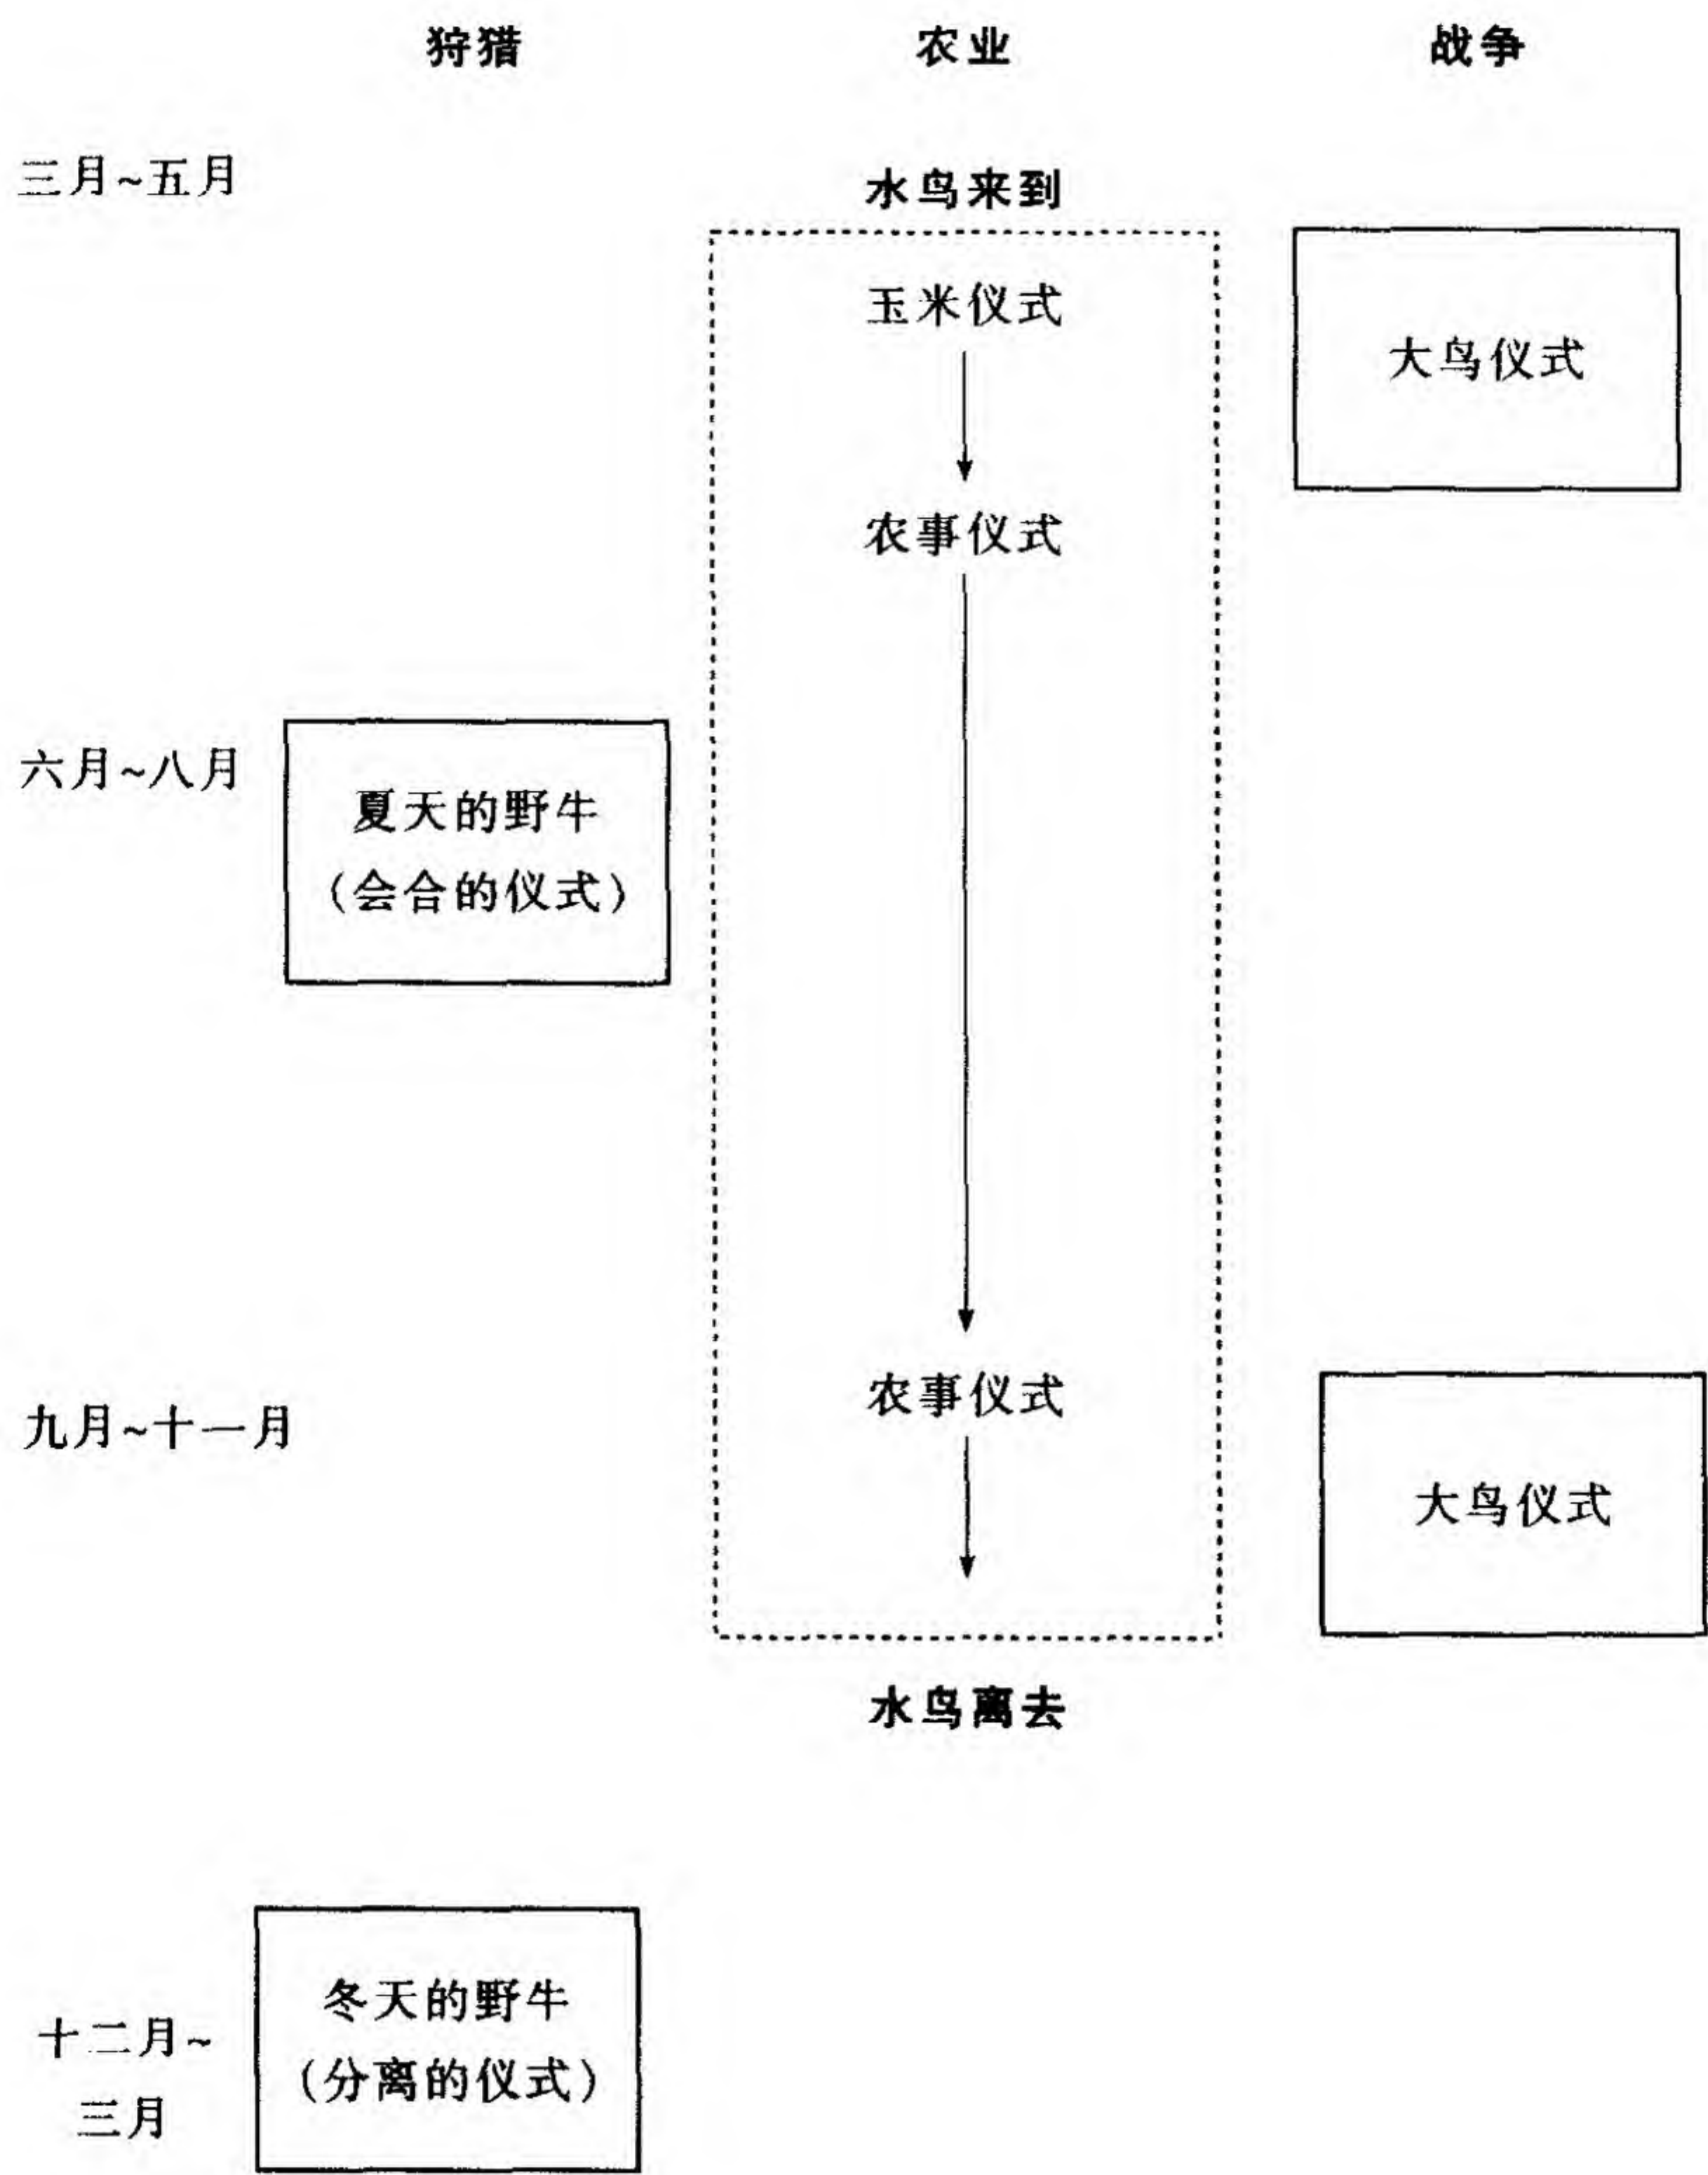 狩猎 农业 战争
三月~五月
水鸟来到
玉米仪式
大鸟仪式
农事仪式
六月~八月
夏天的野牛
(会合的仪式)
农事仪式
九月~十一月
大鸟仪式
水鸟离去
冬天的野牛
十二月~
(分离的仪式)
三月